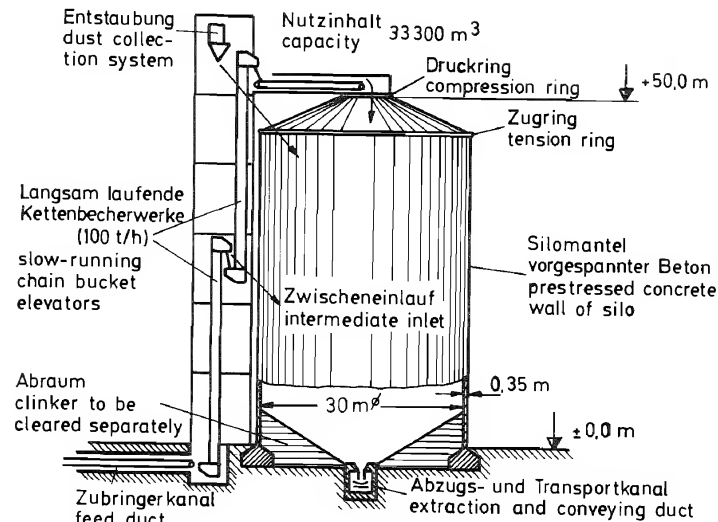 Entstaubung
dust collec-
tion system
Nutzinhalt
capacity 33300 m³
Druckring
compression ring
+50,0 m
Zugring
tension ring
Langsam laufende
Kettenbecherwerke
(100 t/h)
slow-running
chain bucket
elevators
Silomantel
vorgespannter Beton
prestressed concrete
wall of silo
Zwischeneinlauf
intermediate inlet
Abraum
clinker to be
cleared separately
30 m ø
0,35 m
±0,0 m
Zubringerkanal
feed duct
Abzugs- und Transportkanal
extraction and conveying duct